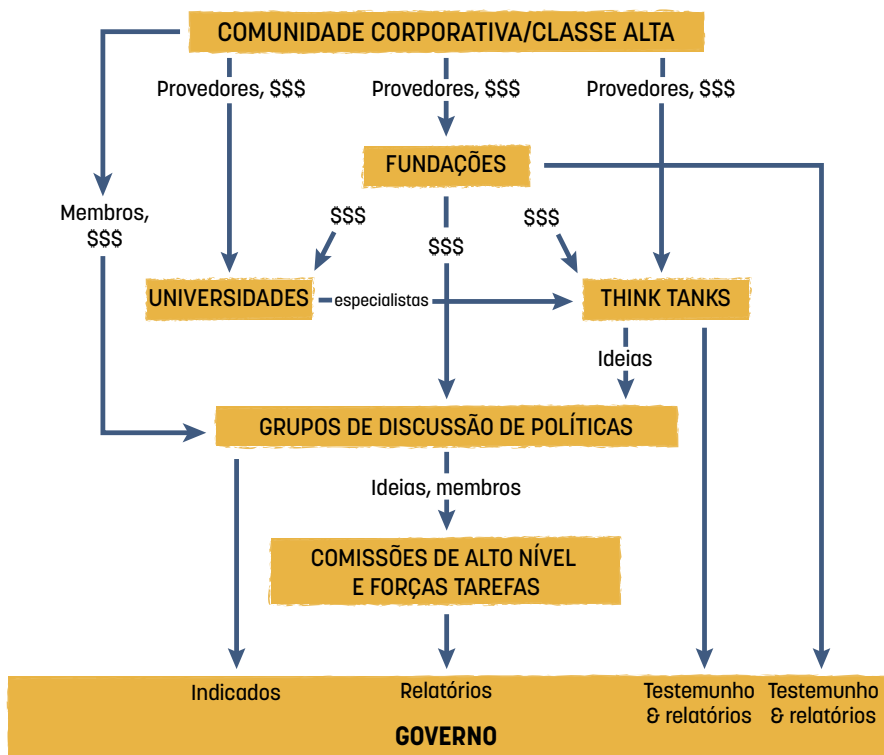 COMUNIDADE CORPORATIVA/CLASSE ALTA
Provedores, $$$
Provedores, $$$
Provedores, $$$
FUNDAÇÕES
Membros,
$$$
$$$
$$$
$$$
UNIVERSIDADES
especialistas
THINK TANKS
Ideias
GRUPOS DE DISCUSSÃO DE POLÍTICAS
Ideias, membros
COMISSÕES DE ALTO NÍVEL
E FORÇAS TAREFAS
Indicados
Relatórios
Testemunho
& relatórios
Testemunho
& relatórios
GOVERNO